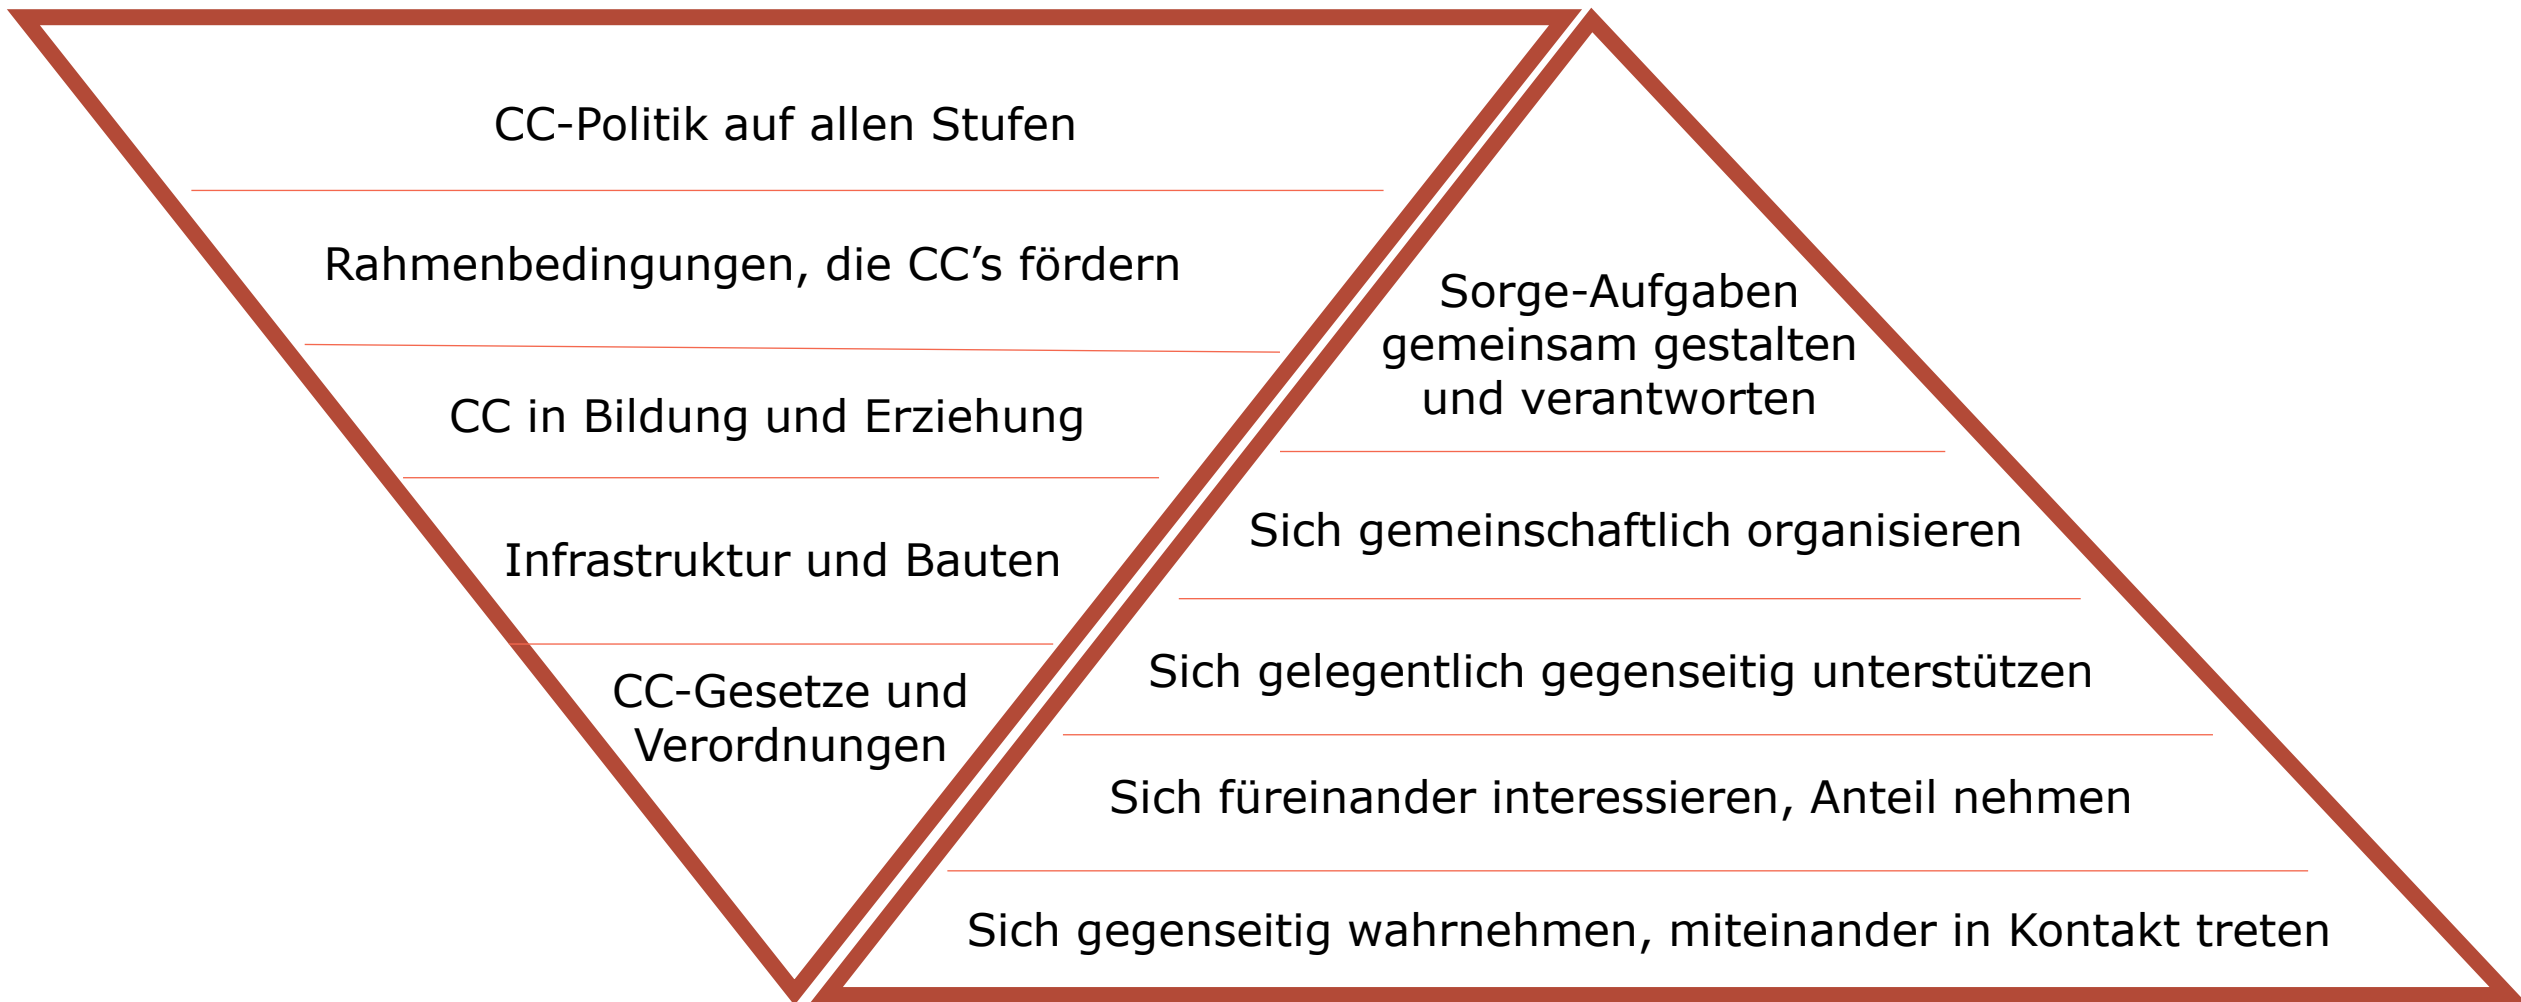 CC-Politik auf allen Stufen
Rahmenbedingungen, die CC’s fördern
CC in Bildung und Erziehung
Infrastruktur und Bauten
CC-Gesetze und
Verordnungen
Sorge-Aufgaben
gemeinsam gestalten
und verantworten
Sich gemeinschaftlich organisieren
Sich gelegentlich gegenseitig unterstützen
Sich füreinander interessieren, Anteil nehmen
Sich gegenseitig wahrnehmen, miteinander in Kontakt treten